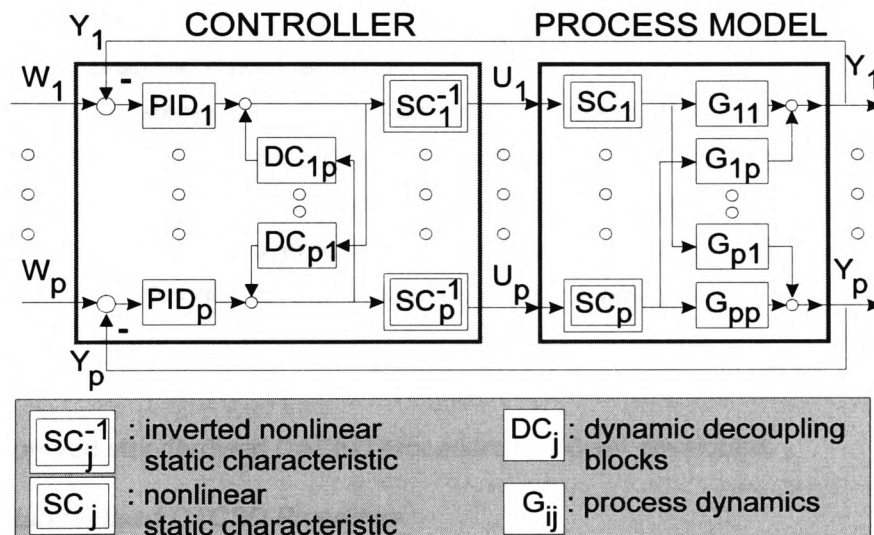 Y1 CONTROLLER PROCESS MODEL
W1 - PID1 SC1^-1 U1 SC1 G11 Y1
DC1p G1p
DCp1 Gp1
Wp - PIDp SCp^-1 Up SCp Gpp Yp
Yp
SCj^-1 : inverted nonlinear
static characteristic
SCj : nonlinear
static characteristic
DCj : dynamic decoupling
blocks
Gij : process dynamics